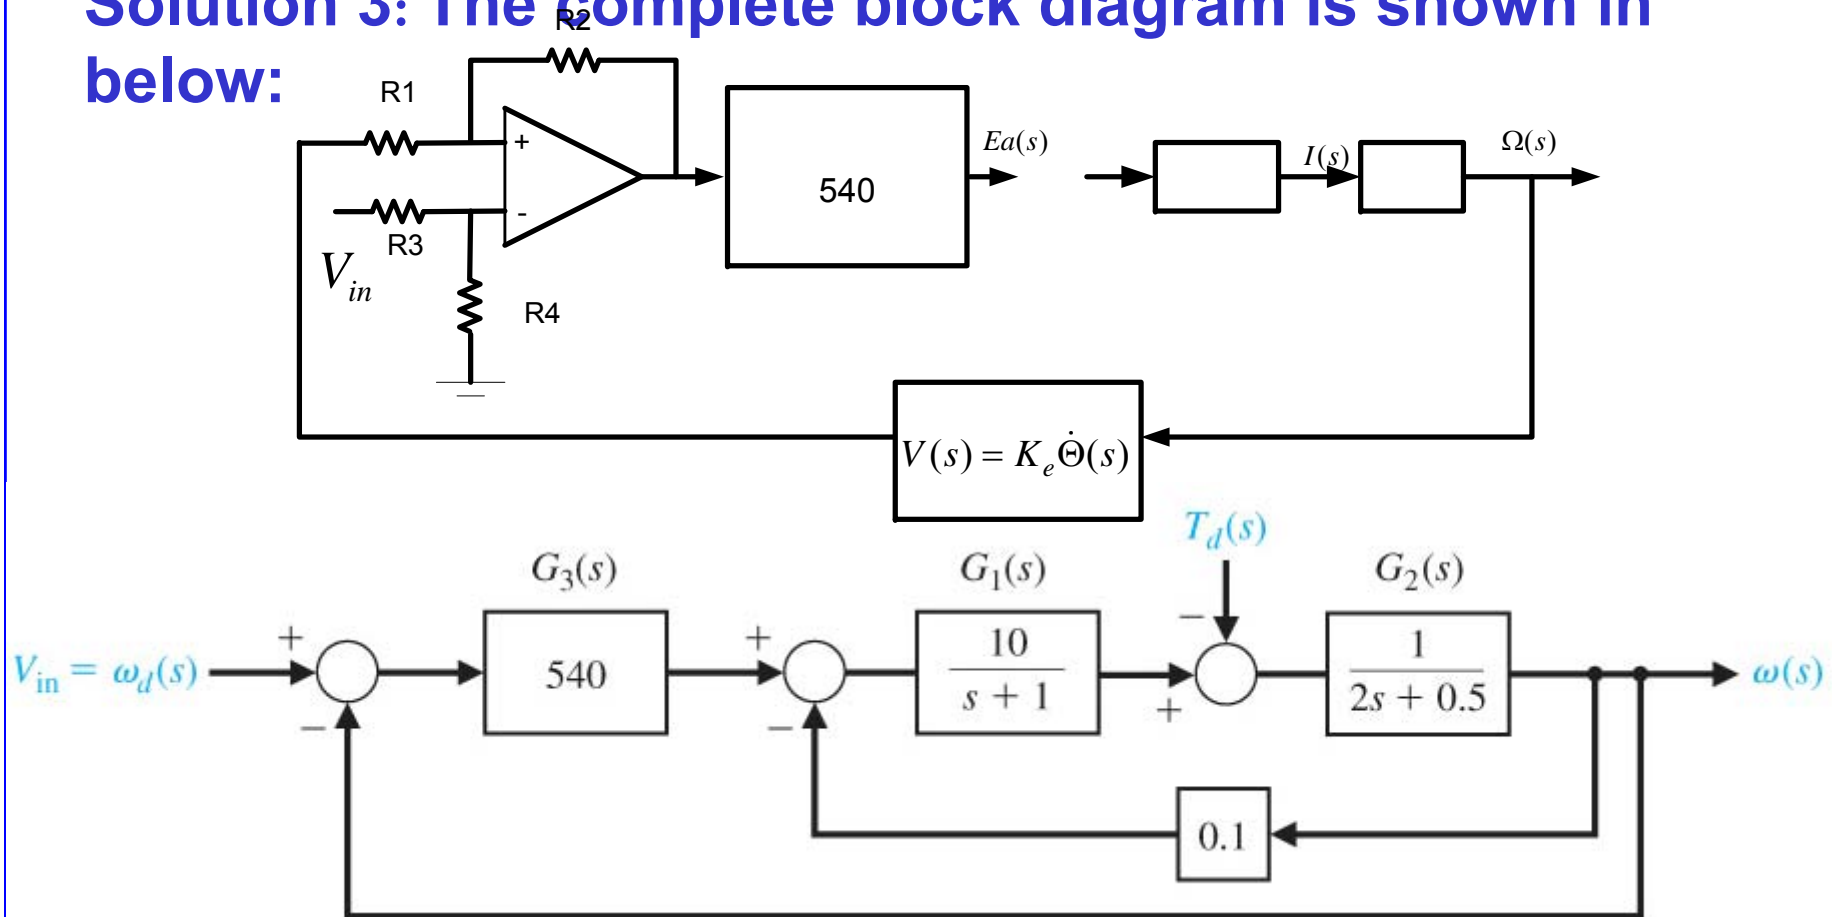 Solution 3: The complete block diagram is shown in
below:
R2
R1
+
-
R3
V_in
R4
540
Ea(s)
I(s)
Ω(s)
V(s) = K_e Θ̇(s)
T_d(s)
G_3(s)
G_1(s)
G_2(s)
V_in = ω_d(s)
+
−
540
+
−
10
s + 1
+
−
1
2s + 0.5
ω(s)
0.1